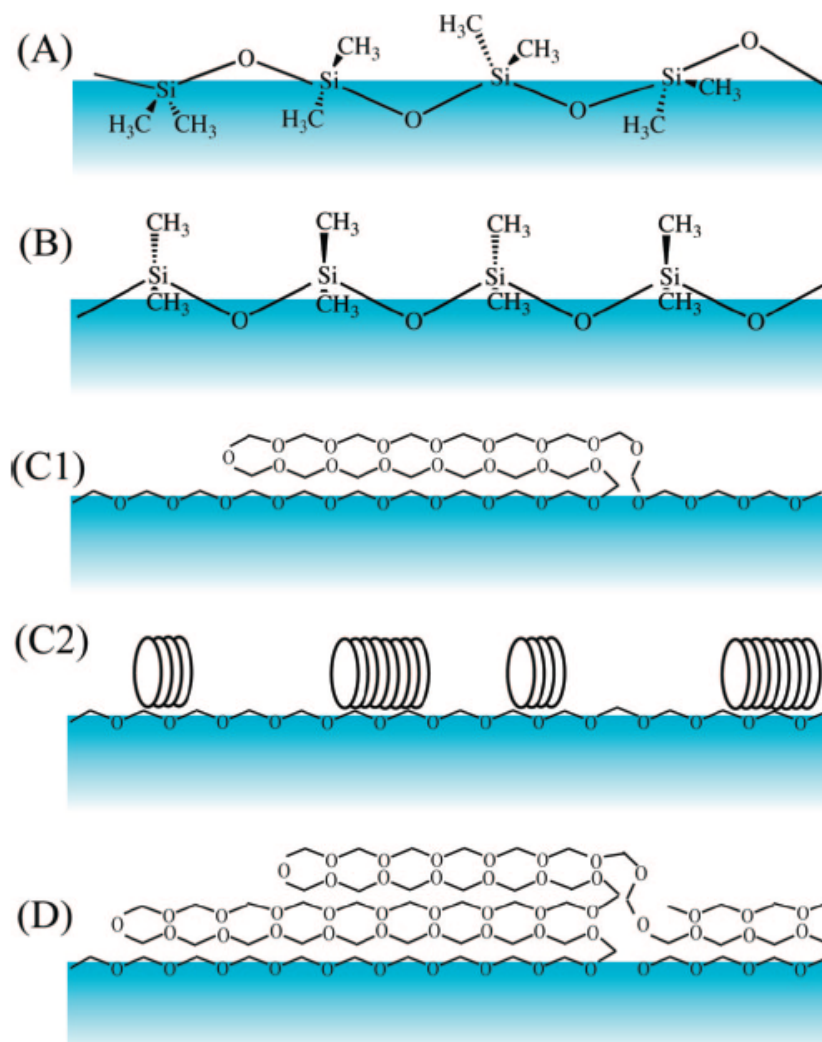 (A)
H₃C
O CH₃ CH₃ O
Si Si Si Si CH₃
H₃C CH₃ H₃C O O H₃C
(B)
CH₃ CH₃ CH₃ CH₃
Si Si Si Si
CH₃ CH₃ CH₃ CH₃
O O O O
(C1)
O O O O O O O O
O
O O O O O O O
O O O O O O O O O O O O O O
(C2)
O O O O O O O O O O O O O O
(D)
O O O O O O
O O
O O O O O O
O O O O O O O O O O O O
O O
O O O O O O O O O O O O
O O O O O O O O O O O O O O